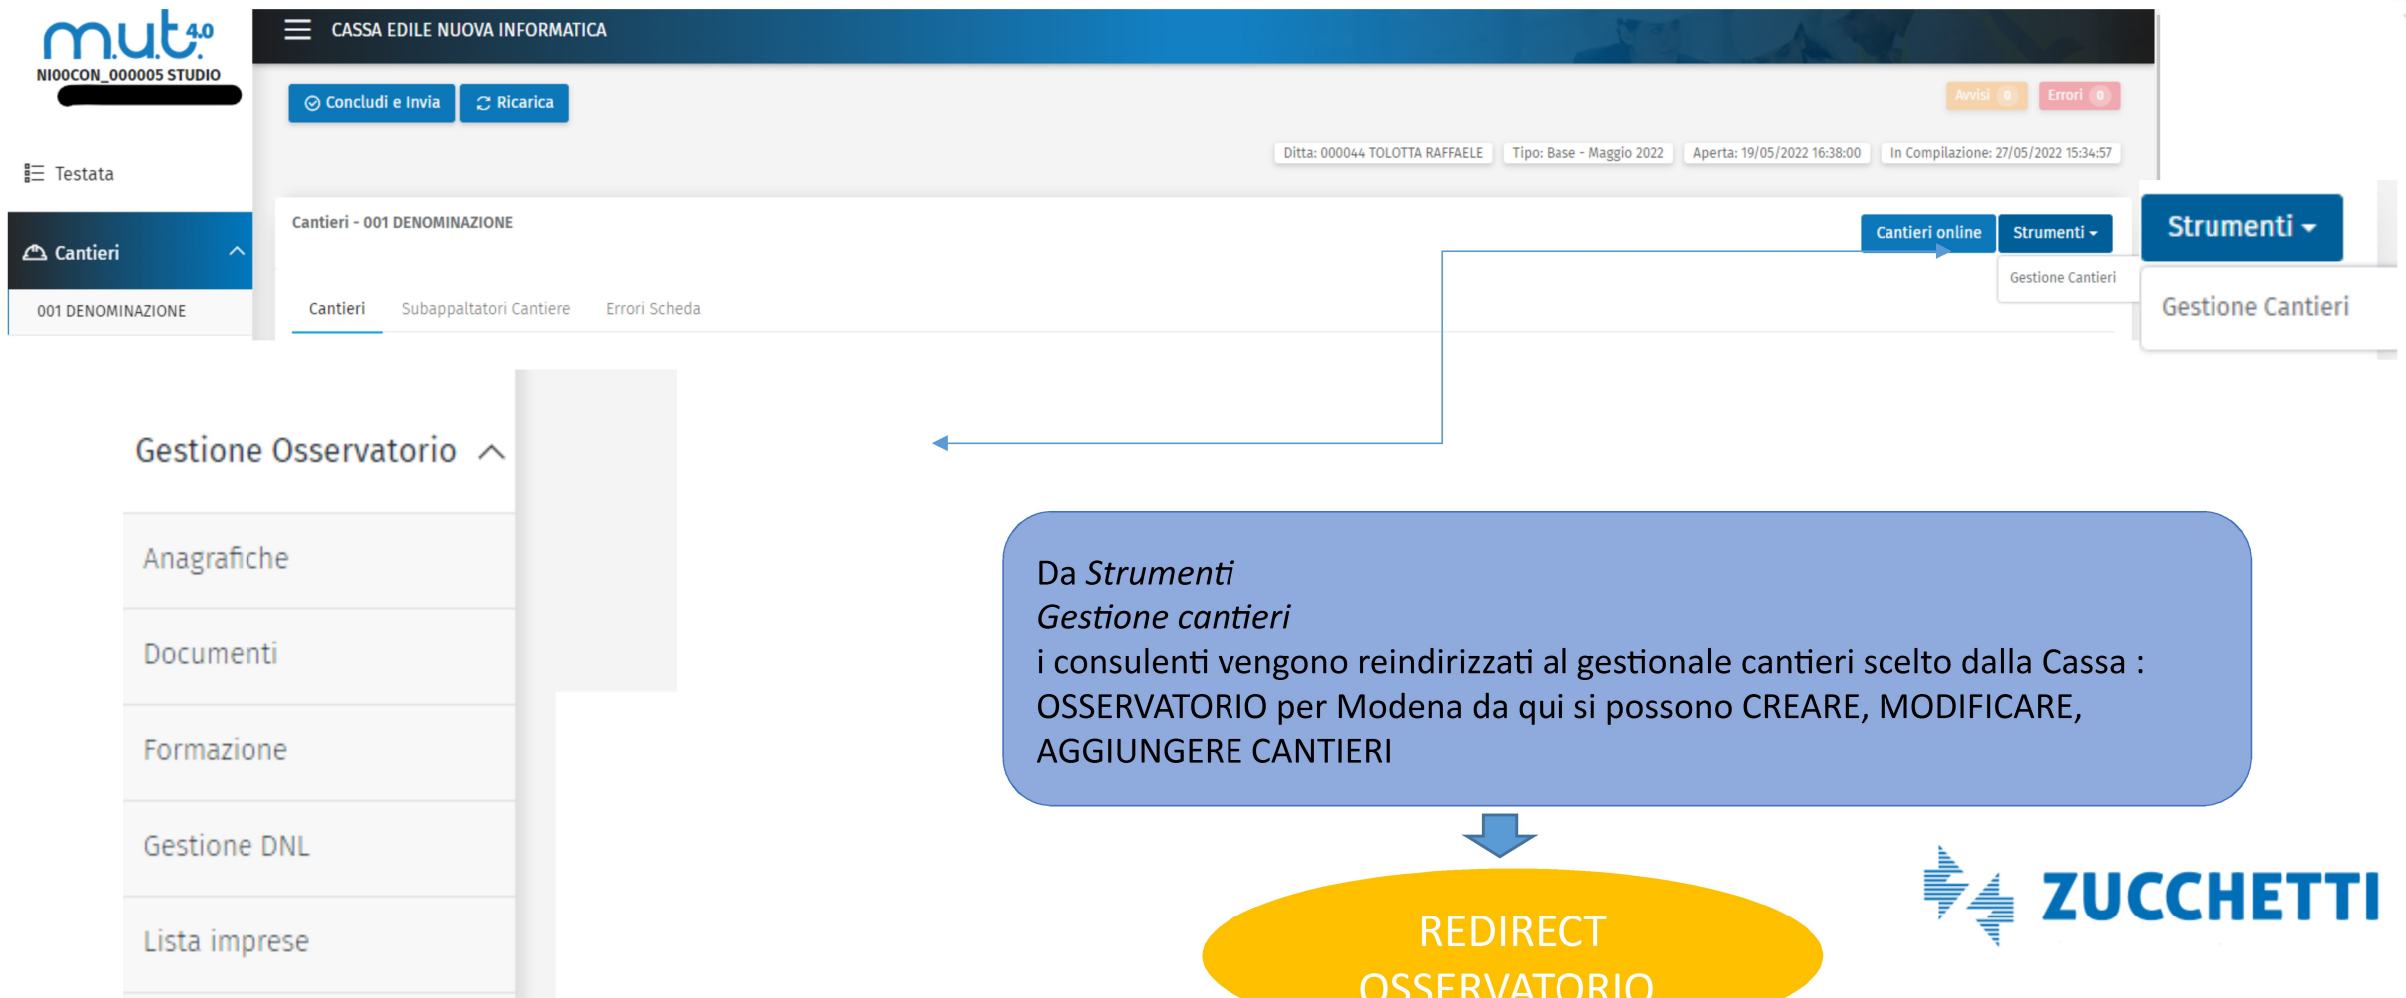 m.u.t. 4.0
NI00CON_000005 STUDIO
CASSA EDILE NUOVA INFORMATICA
Concludi e Invia
Ricarica
Avvisi 0
Errori 0
Ditta: 000044 TOLOTTA RAFFAELE
Tipo: Base - Maggio 2022
Aperta: 19/05/2022 16:38:00
In Compilazione: 27/05/2022 15:34:57
Testata
Cantieri
001 DENOMINAZIONE
Cantieri - 001 DENOMINAZIONE
Cantieri online
Strumenti
Gestione Cantieri
Cantieri
Subappaltatori Cantiere
Errori Scheda
Strumenti
Gestione Cantieri
Gestione Osservatorio
Anagrafiche
Documenti
Formazione
Gestione DNL
Lista imprese
Da Strumenti
Gestione cantieri
i consulenti vengono reindirizzati al gestionale cantieri scelto dalla Cassa :
OSSERVATORIO per Modena da qui si possono CREARE, MODIFICARE,
AGGIUNGERE CANTIERI
REDIRECT
OSSERVATORIO
ZUCCHETTI